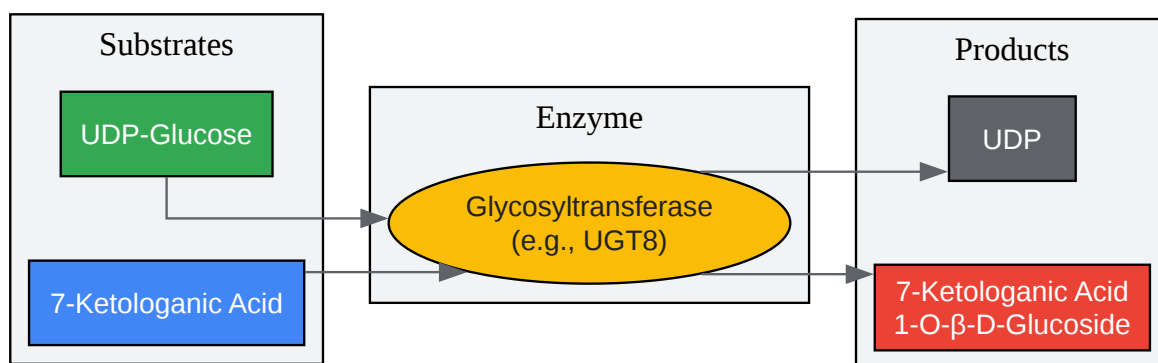 Substrates
UDP-Glucose
7-Ketologanic Acid
Enzyme
Glycosyltransferase
(e.g., UGT8)
Products
UDP
7-Ketologanic Acid
1-O-β-D-Glucoside